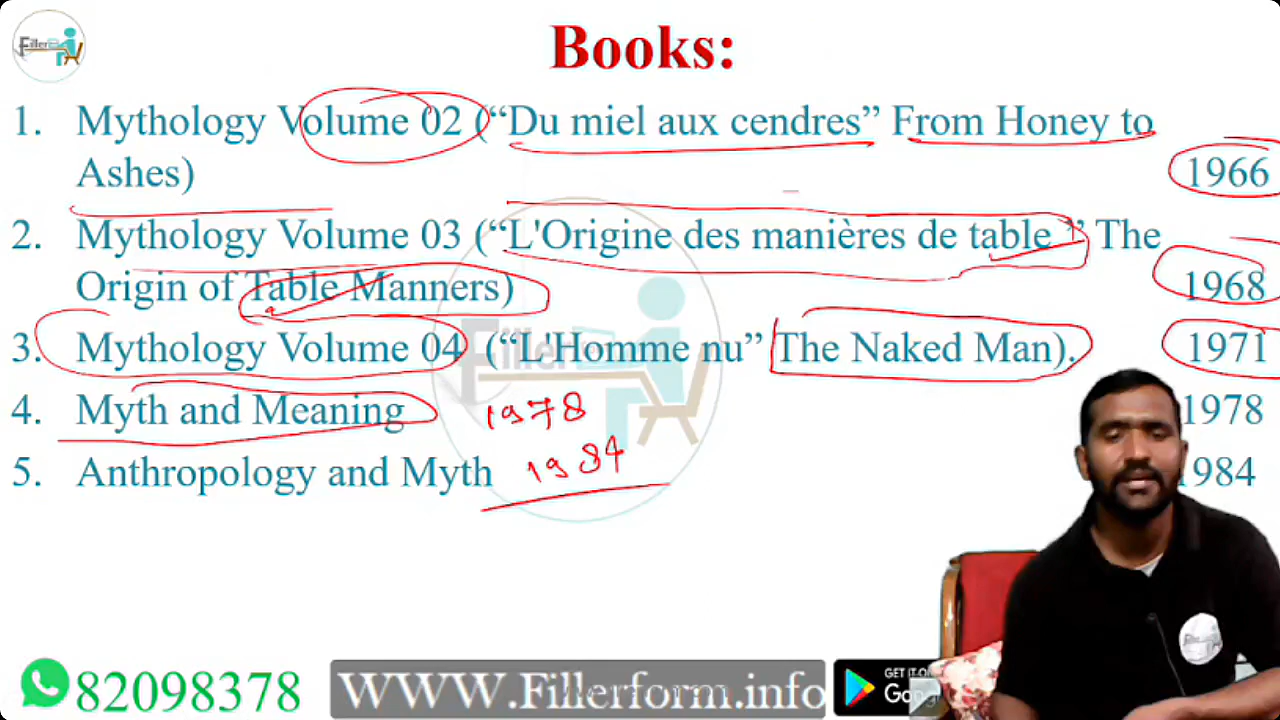 Fillerform
Books:
1. Mythology Volume 02 (“Du miel aux cendres” From Honey to
Ashes) 1966
2. Mythology Volume 03 (“L'Origine des manières de table ” The
Origin of Table Manners) 1968
3. Mythology Volume 04 (“L'Homme nu” The Naked Man). 1971
4. Myth and Meaning 1978 1978
5. Anthropology and Myth 1984 1984
82098378
WWW.Fillerform.info
GET IT ON